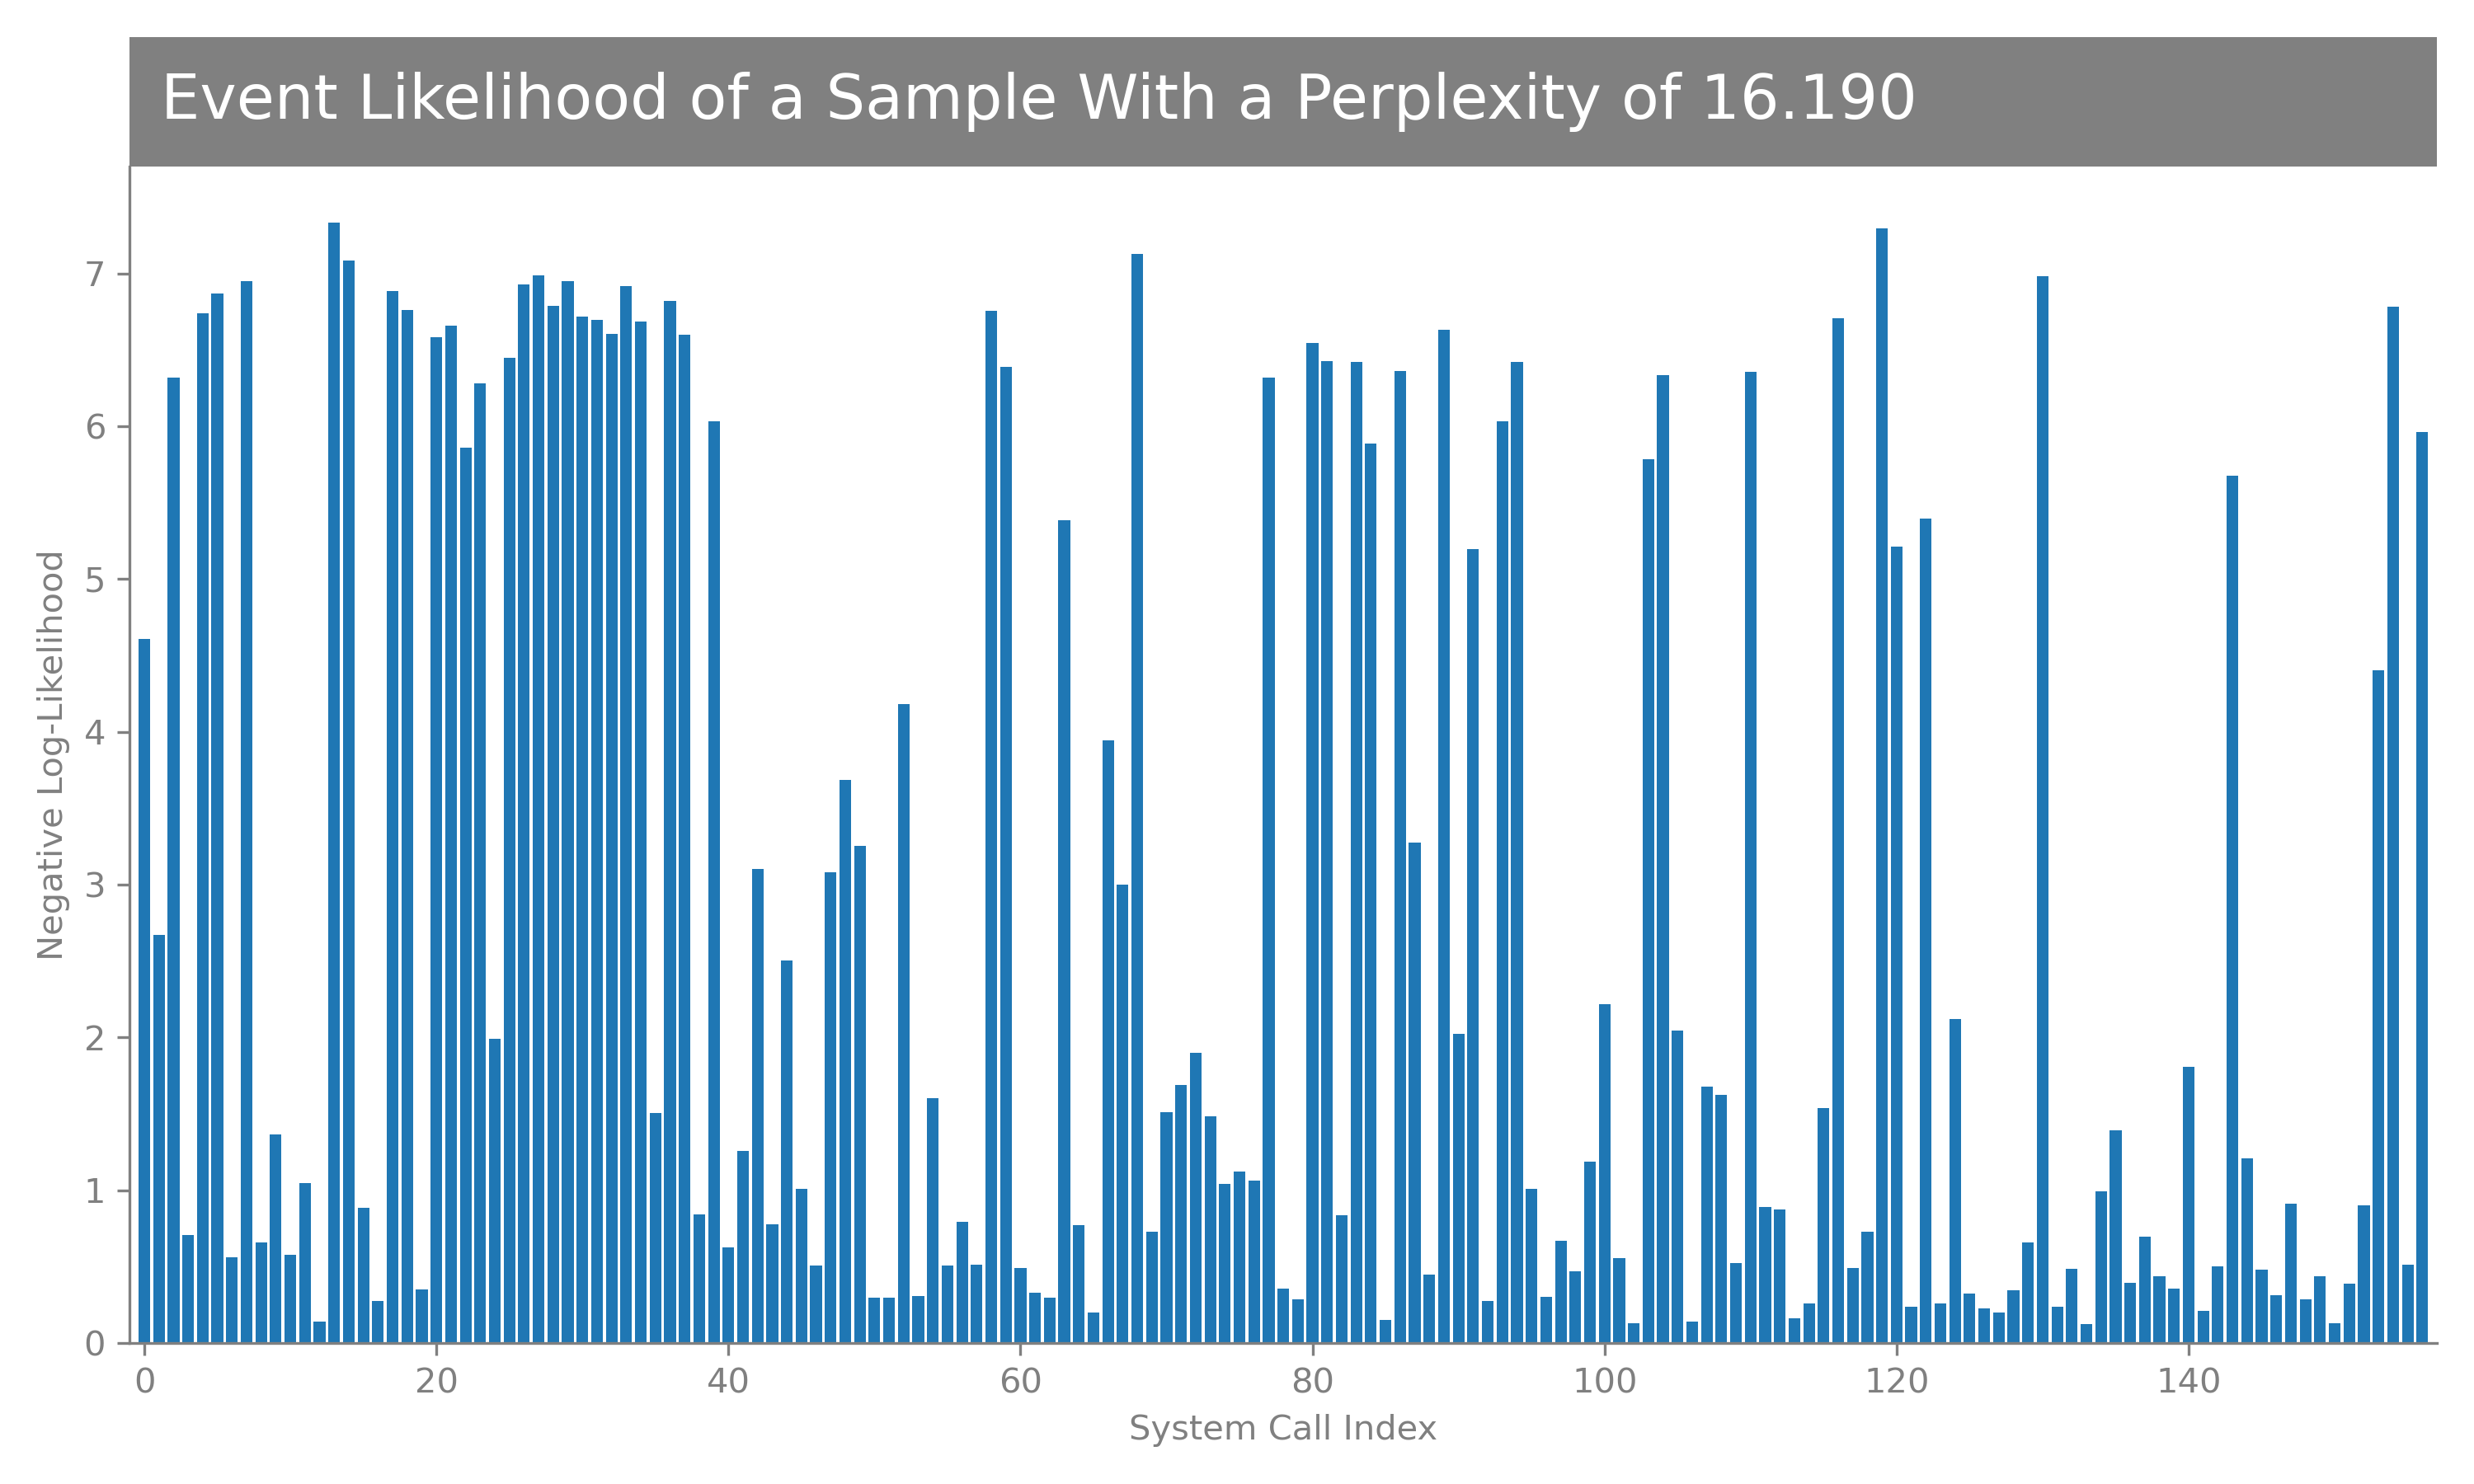 Event Likelihood of a Sample With a Perplexity of 16.190
Negative Log-Likelihood
7
6
5
4
3
2
1
0
0 20 40 60 80 100 120 140
System Call Index